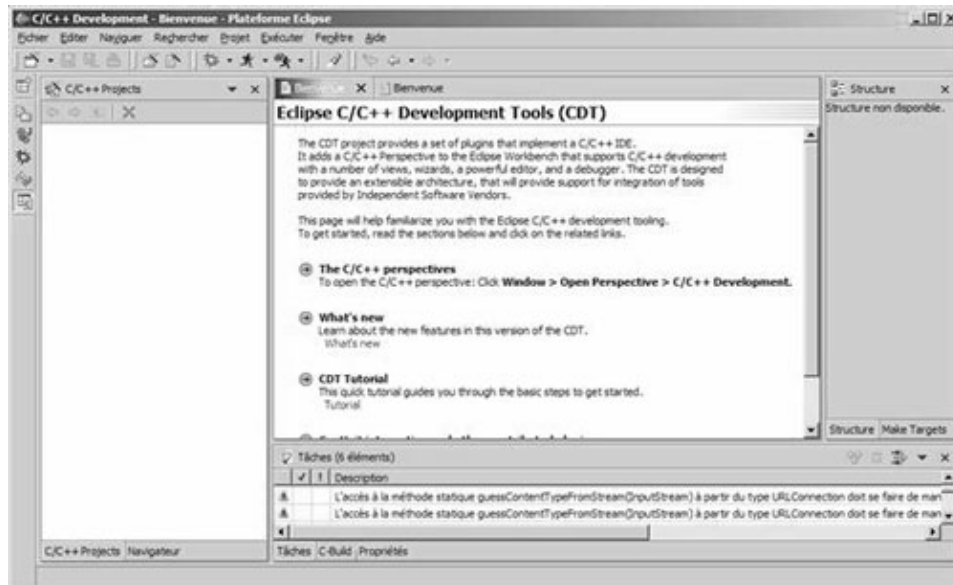 C/C++ Development - Bienvenue - Plateforme Eclipse
Fichier Editer Naviguer Rechercher Projet Exécuter Fenêtre Aide
C/C++ Projects
Bienvenue
Structure
Structure non disponible.
Eclipse C/C++ Development Tools (CDT)
The CDT project provides a set of plugins that implement a C/C++ IDE.
It adds a C/C++ Perspective to the Eclipse Workbench that supports C/C++ development
with a number of views, wizards, a powerful editor, and a debugger. The CDT is designed
to provide an extensible architecture, that will provide support for integration of tools
provided by Independent Software Vendors.
This page will help familiarize you with the Eclipse C/C++ development tooling.
To get started, read the sections below and click on the related links.
The C/C++ perspectives
To open the C/C++ perspective: Click Window > Open Perspective > C/C++ Development.
What's new
Learn about the new features in this version of the CDT.
What's new
CDT Tutorial
This quick tutorial guides you through the basic steps to get started.
Tutorial
Structure Make Targets
Tâches (6 éléments)
! Description
L'accès à la méthode statique guessContentTypeFromStream(InputStream) à partir du type URLConnection doit se faire de man
L'accès à la méthode statique guessContentTypeFromStream(InputStream) à partir du type URLConnection doit se faire de man
C/C++ Projects Navigateur
Tâches C-Build Propriétés